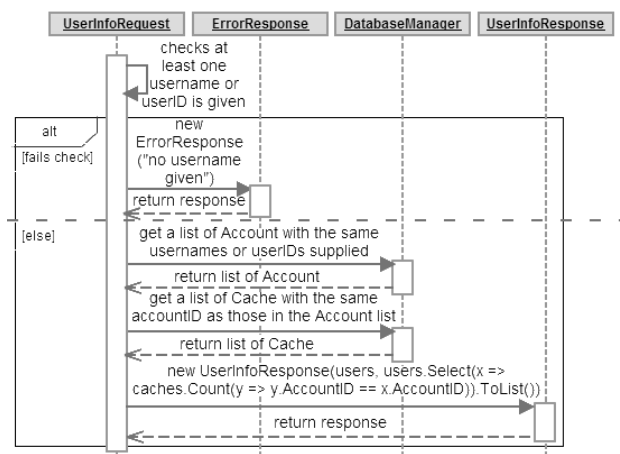 UserInfoRequest ErrorResponse DatabaseManager UserInfoResponse
checks at
least one
username or
userID is given
alt
new
ErrorResponse
[fails check]
("no username
given")
return response
[else]
get a list of Account with the same
usernames or userIDs supplied
return list of Account
get a list of Cache with the same
accountID as those in the Account list
return list of Cache
new UserInfoResponse(users, users.Select(x =>
caches.Count(y => y.AccountID == x.AccountID)).ToList())
return response